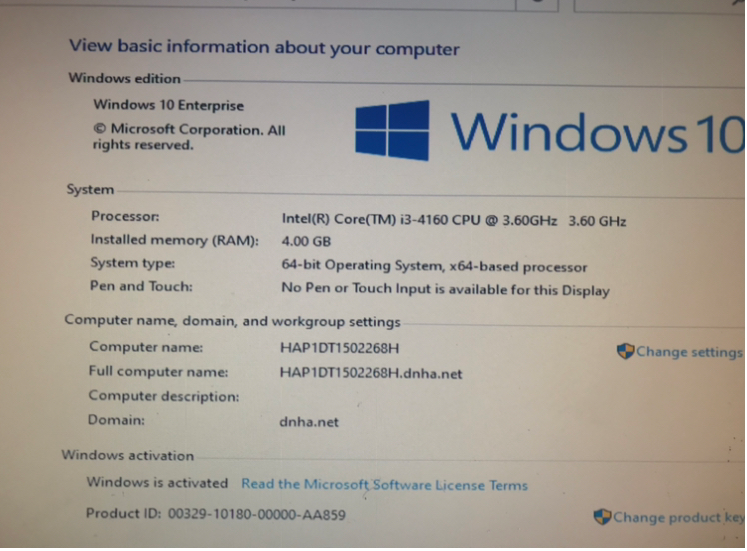 View basic information about your computer
Windows edition
Windows 10 Enterprise
© Microsoft Corporation. All
rights reserved.
Windows 10
System
Processor: Intel(R) Core(TM) i3-4160 CPU @ 3.60GHz 3.60 GHz
Installed memory (RAM): 4.00 GB
System type: 64-bit Operating System, x64-based processor
Pen and Touch: No Pen or Touch Input is available for this Display
Computer name, domain, and workgroup settings
Computer name: HAP1DT1502268H
Change settings
Full computer name: HAP1DT1502268H.dnha.net
Computer description:
Domain: dnha.net
Windows activation
Windows is activated Read the Microsoft Software License Terms
Product ID: 00329-10180-00000-AA859
Change product key